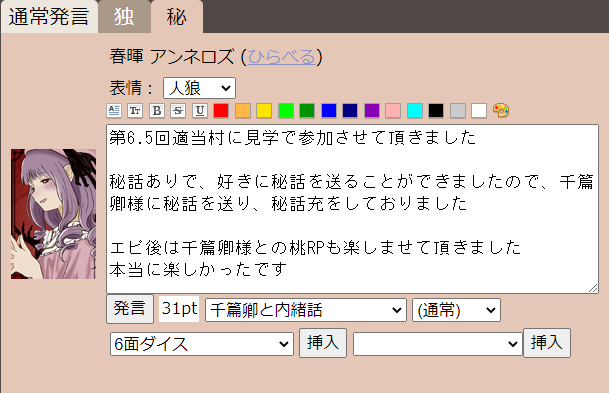 通常発言 独 秘
春暉 アンネロズ (ひらべる)
表情： 人狼
第6.5回適当村に見学で参加させて頂きました
秘話ありで、好きに秘話を送ることができましたので、千篇
卿様に秘話を送り、秘話充をしておりました
エピ後は千篇卿様との桃RPも楽しませて頂きました
本当に楽しかったです
発言 31pt 千篇卿と内緒話 (通常)
6面ダイス 挿入 挿入